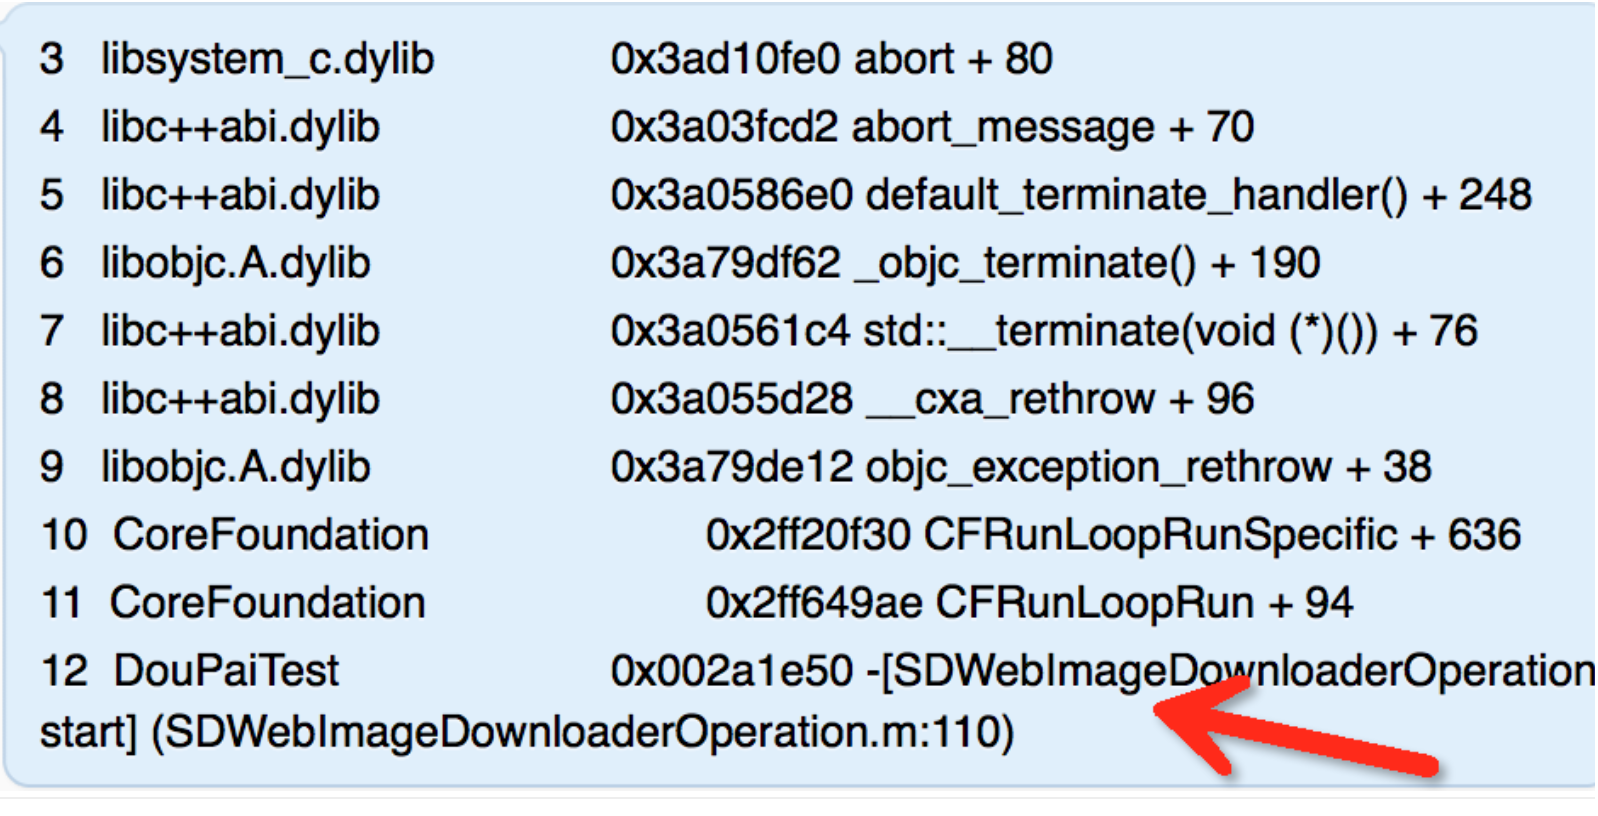 3 libsystem_c.dylib 0x3ad10fe0 abort + 80
4 libc++abi.dylib 0x3a03fcd2 abort_message + 70
5 libc++abi.dylib 0x3a0586e0 default_terminate_handler() + 248
6 libobjc.A.dylib 0x3a79df62 _objc_terminate() + 190
7 libc++abi.dylib 0x3a0561c4 std::__terminate(void (*)()) + 76
8 libc++abi.dylib 0x3a055d28 __cxa_rethrow + 96
9 libobjc.A.dylib 0x3a79de12 objc_exception_rethrow + 38
10 CoreFoundation 0x2ff20f30 CFRunLoopRunSpecific + 636
11 CoreFoundation 0x2ff649ae CFRunLoopRun + 94
12 DouPaiTest 0x002a1e50 -[SDWebImageDownloaderOperation
start] (SDWebImageDownloaderOperation.m:110)